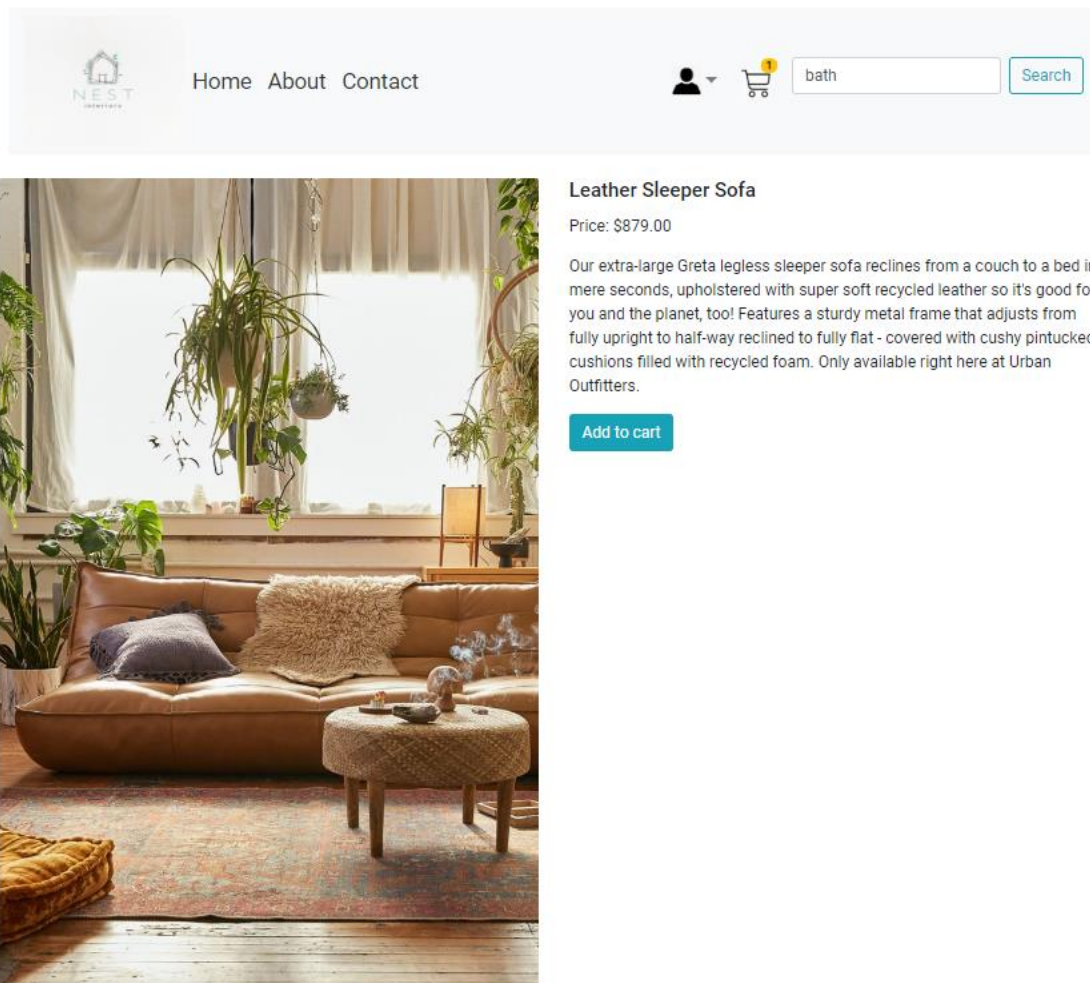 NEST
Home About Contact
1
bath
Search
Leather Sleeper Sofa
Price: $879.00
Our extra-large Greta legless sleeper sofa reclines from a couch to a bed
mere seconds, upholstered with super soft recycled leather so it's good
you and the planet, too! Features a sturdy metal frame that adjusts from
fully upright to half-way reclined to fully flat - covered with cushy pintucked
cushions filled with recycled foam. Only available right here at Urban
Outfitters.
Add to cart